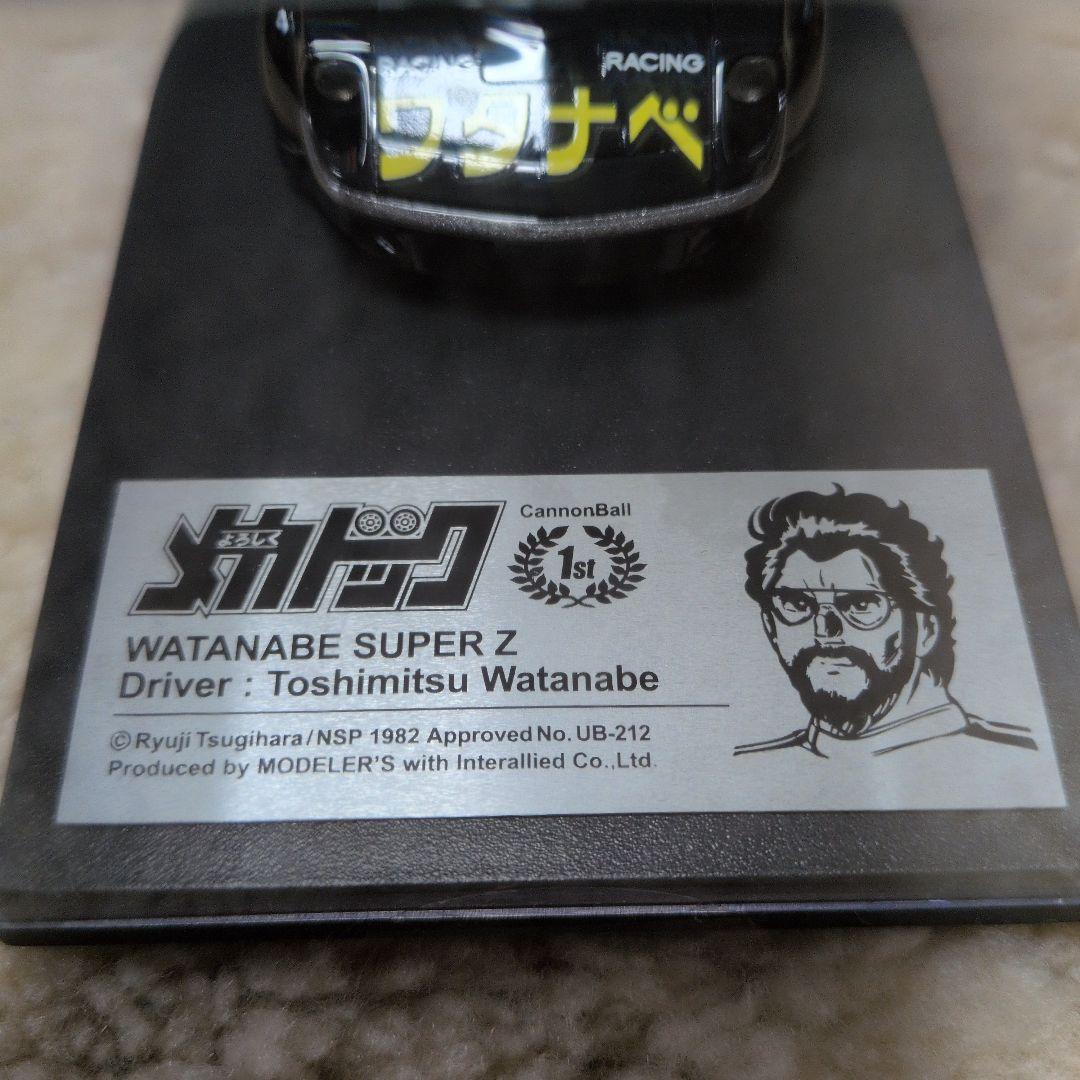 RACING RACING
ワタナベ
よろしく
メカドック
CannonBall
1st
WATANABE SUPER Z
Driver : Toshimitsu Watanabe
©Ryuji Tsugihara/NSP 1982 Approved No. UB-212
Produced by MODELER'S with Interallied Co.,Ltd.